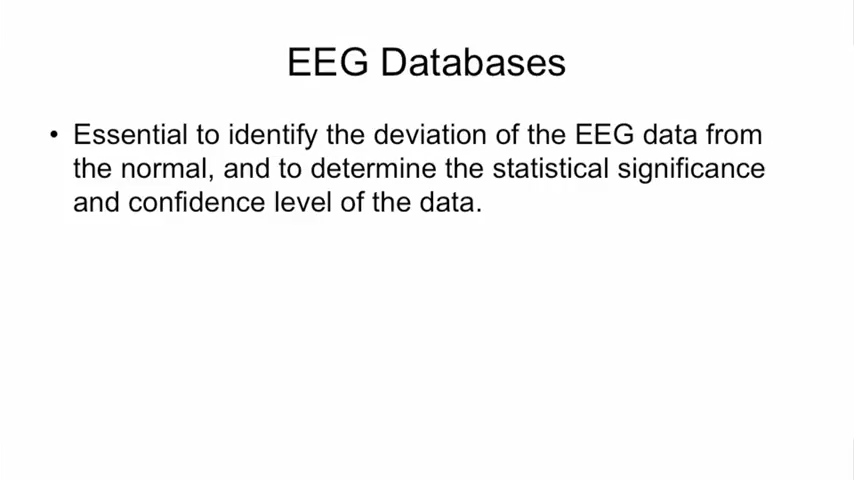 EEG Databases
• Essential to identify the deviation of the EEG data from
the normal, and to determine the statistical significance
and confidence level of the data.